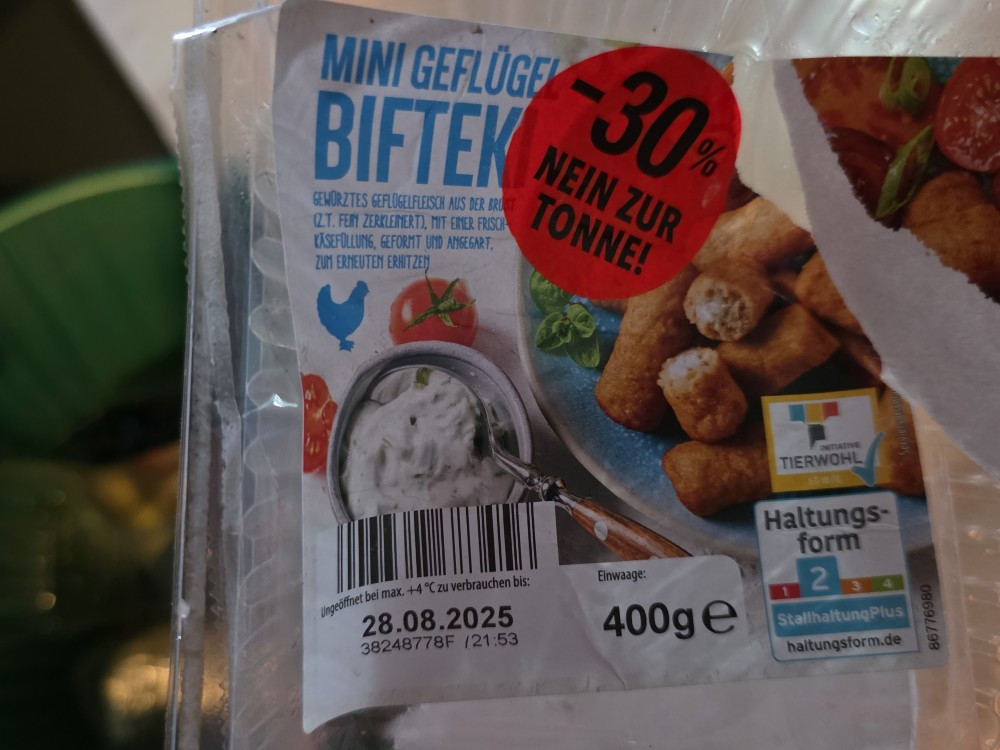 MINI GEFLÜGEL
BIFTEK
-30%
NEIN ZUR
TONNE!
GEWÜRZTES GEFLÜGELFLEISCH AUS DER
(Z.T. FEIN ZERKLEINERT), MIT EINER FRISCH-
KÄSEFÜLLUNG, GEFORMT UND ANGEGART,
ZUM ERNEUTEN ERHITZEN
INITIATIVE
TIERWOHL
Haltungs-
form
1 2 3 4
StallhaltungPlus
haltungsform.de
Ungeöffnet bei max. +4 °C zu verbrauchen bis:
28.08.2025
38248778F /21:53
Einwaage:
400g e
86776980